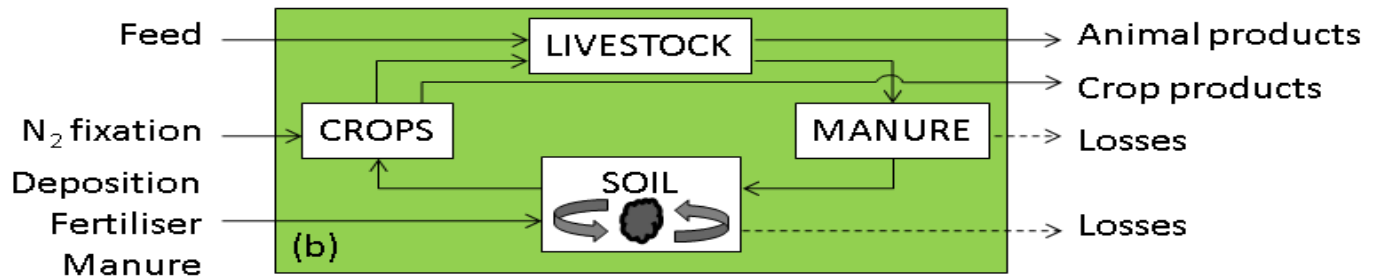 Feed
LIVESTOCK
Animal products
Crop products
N₂ fixation
CROPS
MANURE
Losses
Deposition
SOIL
Fertiliser
Losses
(b)
Manure